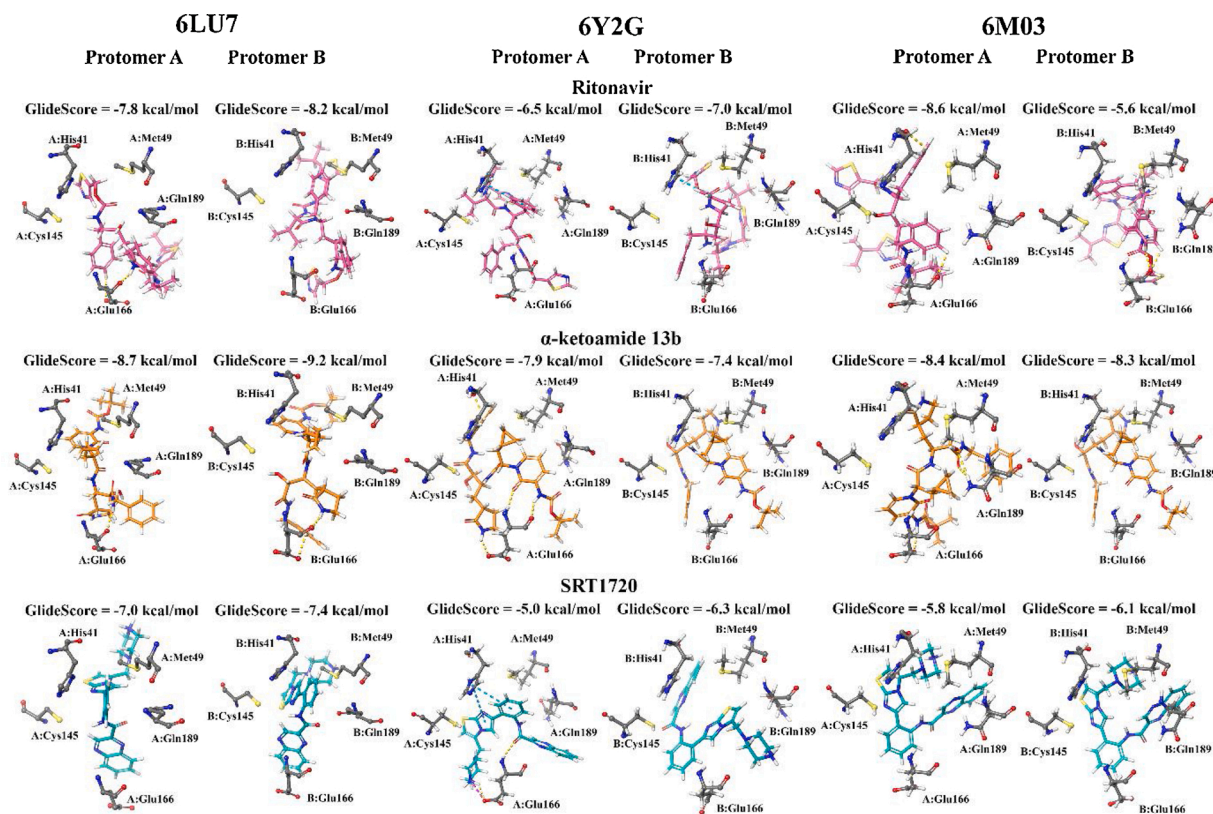 6LU7 6Y2G 6M03
Protomer A Protomer B Protomer A Protomer B Protomer A Protomer B
Ritonavir
GlideScore = -7.8 kcal/mol GlideScore = -8.2 kcal/mol GlideScore = -6.5 kcal/mol GlideScore = -7.0 kcal/mol GlideScore = -8.6 kcal/mol GlideScore = -5.6 kcal/mol
A:His41 A:Met49 B:His41 B:Met49 A:His41 A:Met49 B:His41 B:Met49 A:His41 A:Met49 B:His41 B:Met49
A:Cys145 A:Gln189 B:Cys145 B:Gln189 A:Cys145 A:Gln189 B:Cys145 B:Gln189 A:Cys145 A:Gln189 B:Cys145 B:Gln189
A:Glu166 B:Glu166 A:Glu166 B:Glu166 A:Glu166 B:Glu166
α-ketoamide 13b
GlideScore = -8.7 kcal/mol GlideScore = -9.2 kcal/mol GlideScore = -7.9 kcal/mol GlideScore = -7.4 kcal/mol GlideScore = -8.4 kcal/mol GlideScore = -8.3 kcal/mol
A:His41 A:Met49 B:His41 B:Met49 A:His41 A:Met49 B:His41 B:Met49 A:His41 A:Met49 B:His41 B:Met49
A:Cys145 A:Gln189 B:Cys145 B:Gln189 A:Cys145 A:Gln189 B:Cys145 B:Gln189 A:Cys145 A:Gln189 B:Cys145 B:Gln189
A:Glu166 B:Glu166 A:Glu166 B:Glu166 A:Glu166 B:Glu166
SRT1720
GlideScore = -7.0 kcal/mol GlideScore = -7.4 kcal/mol GlideScore = -5.0 kcal/mol GlideScore = -6.3 kcal/mol GlideScore = -5.8 kcal/mol GlideScore = -6.1 kcal/mol
A:His41 A:Met49 B:His41 B:Met49 A:His41 A:Met49 B:His41 B:Met49 A:His41 A:Met49 B:His41 B:Met49
A:Cys145 A:Gln189 B:Cys145 B:Gln189 A:Cys145 A:Gln189 B:Cys145 B:Gln189 A:Cys145 A:Gln189 B:Cys145 B:Gln189
A:Glu166 B:Glu166 A:Glu166 B:Glu166 A:Glu166 B:Glu166